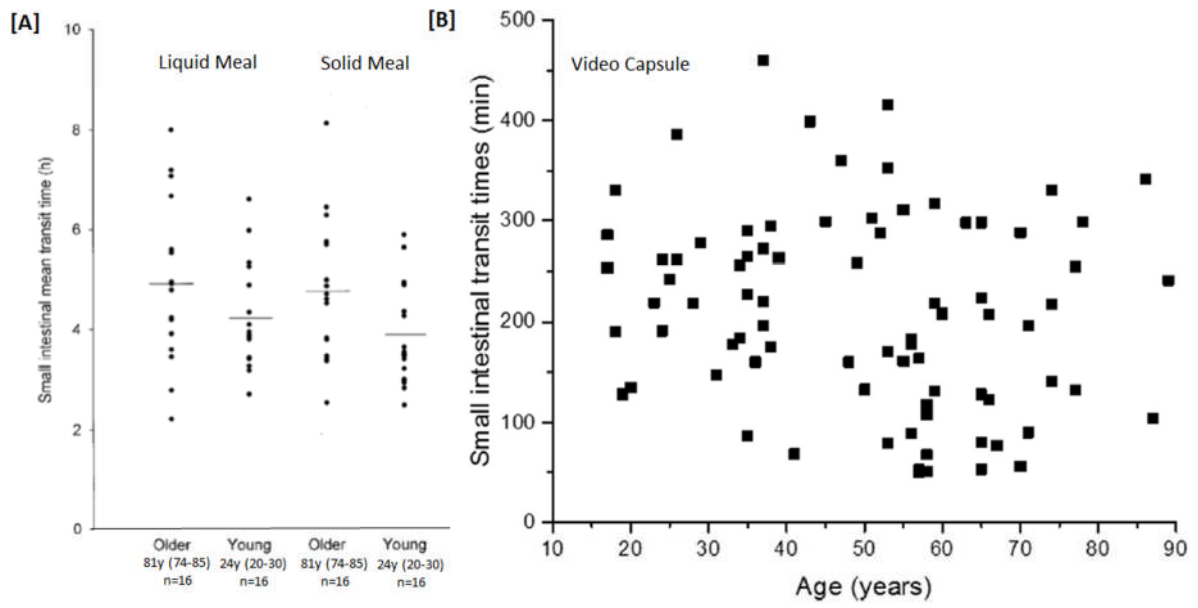 [A]
10
8
6
4
2
0
Small intestinal mean transit time (h)
Liquid Meal Solid Meal
Older Young Older Young
81y (74-85) 24y (20-30) 81y (74-85) 24y (20-30)
n=16 n=16 n=16 n=16
[B]
500
400
300
200
100
0
Small intestinal transit times (min)
Video Capsule
10 20 30 40 50 60 70 80 90
Age (years)